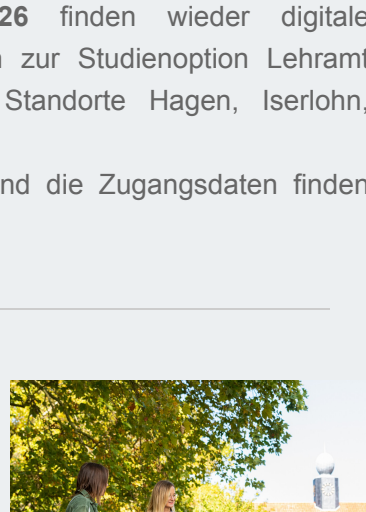 26 finden wieder digitale
zur Studienoption Lehramt
Standorte Hagen, Iserlohn,
nd die Zugangsdaten finden